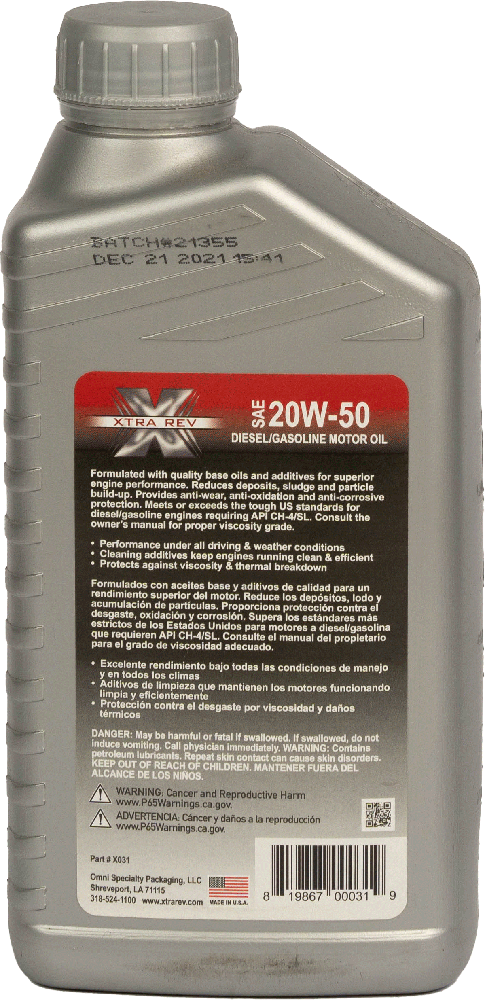 BATCH#21355
DEC 21 2021 15:41
X
XTRA REV
SAE 20W-50
DIESEL/GASOLINE MOTOR OIL
Formulated with quality base oils and additives for superior
engine performance. Reduces deposits, sludge and particle
build-up. Provides anti-wear, anti-oxidation and anti-corrosive
protection. Meets or exceeds the tough US standards for
diesel/gasoline engines requiring API CH-4/SL. Consult the
owner's manual for proper viscosity grade.
• Performance under all driving & weather conditions
• Cleaning additives keep engines running clean & efficient
• Protects against viscosity & thermal breakdown
Formulados con aceites base y aditivos de calidad para un
rendimiento superior del motor. Reduce los depósitos, lodo y
acumulación de partículas. Proporciona protección contra el
desgaste, oxidación y corrosión. Supera los estándares más
estrictos de los Estados Unidos para motores a diesel/gasolina
que requieren API CH-4/SL. Consulte el manual del propietario
para el grado de viscosidad adecuado.
• Excelente rendimiento bajo todas las condiciones de manejo
y en todos los climas
• Aditivos de limpieza que mantienen los motores funcionando
limpia y eficientemente
• Protección contra el desgaste por viscosidad y daños
térmicos
DANGER: May be harmful or fatal if swallowed. If swallowed, do not
induce vomiting. Call physician immediately. WARNING: Contains
petroleum lubricants. Repeat skin contact can cause skin disorders.
KEEP OUT OF REACH OF CHILDREN. MANTENER FUERA DEL
ALCANCE DE LOS NIÑOS.
WARNING: Cancer and Reproductive Harm
www.P65Warnings.ca.gov.
ADVERTENCIA: Cáncer y daños a la reproducción
www.P65Warnings.ca.gov.
Part # X031
Omni Specialty Packaging, LLC
Shreveport, LA 71115
318-524-1100 www.xtrarev.com
MADE IN U.S.A.
8 19867 00031 9